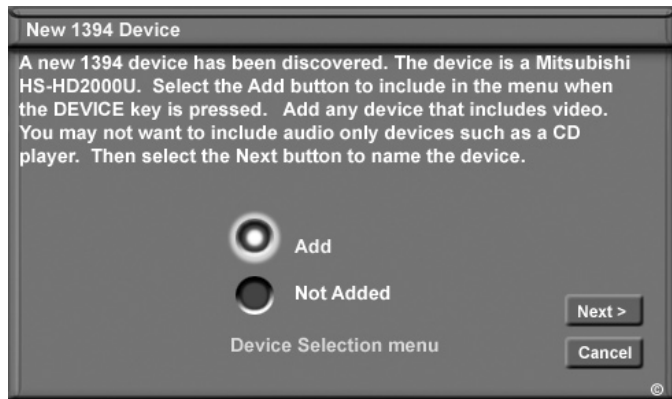 New 1394 Device
A new 1394 device has been discovered. The device is a Mitsubishi
HS-HD2000U. Select the Add button to include in the menu when
the DEVICE key is pressed. Add any device that includes video.
You may not want to include audio only devices such as a CD
player. Then select the Next button to name the device.
Add
Not Added
Next >
Device Selection menu
Cancel
©